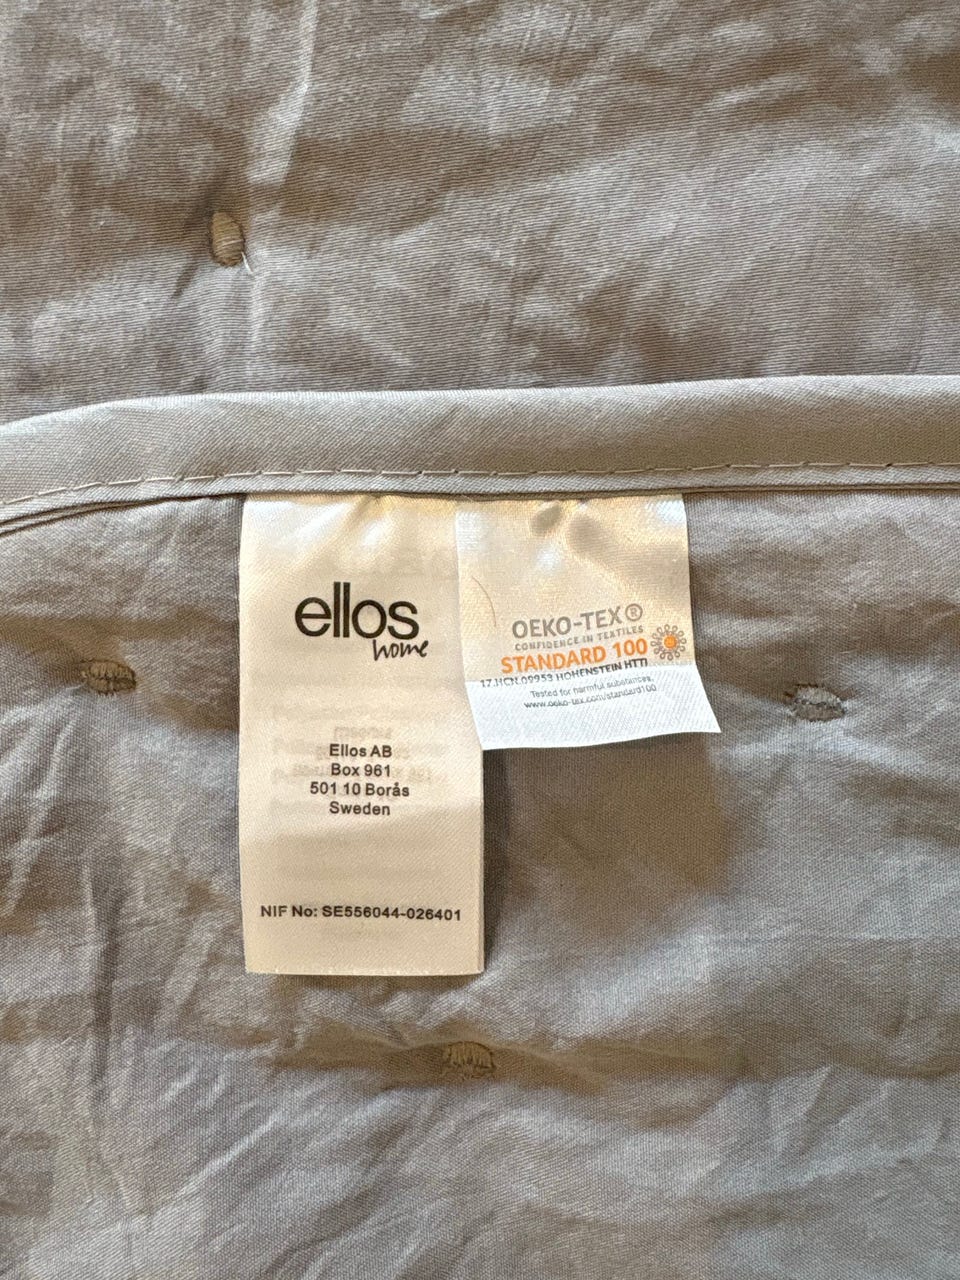 ellos
home
Ellos AB
Box 961
501 10 Borås
Sweden
NIF No: SE556044-026401
OEKO-TEX®
CONFIDENCE IN TEXTILES
STANDARD 100
17.HCN.09953 HOHENSTEIN HTTI
Tested for harmful substances.
www.oeko-tex.com/standard100